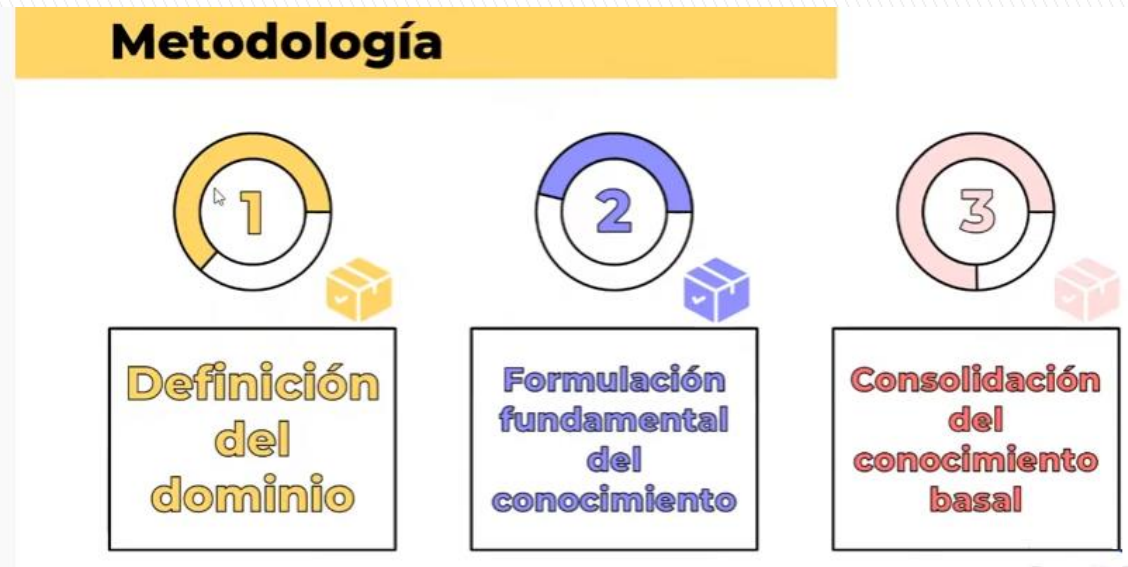 Metodología
1
2
3
Definición
del
dominio
Formulación
fundamental
del
conocimiento
Consolidación
del
conocimiento
basal